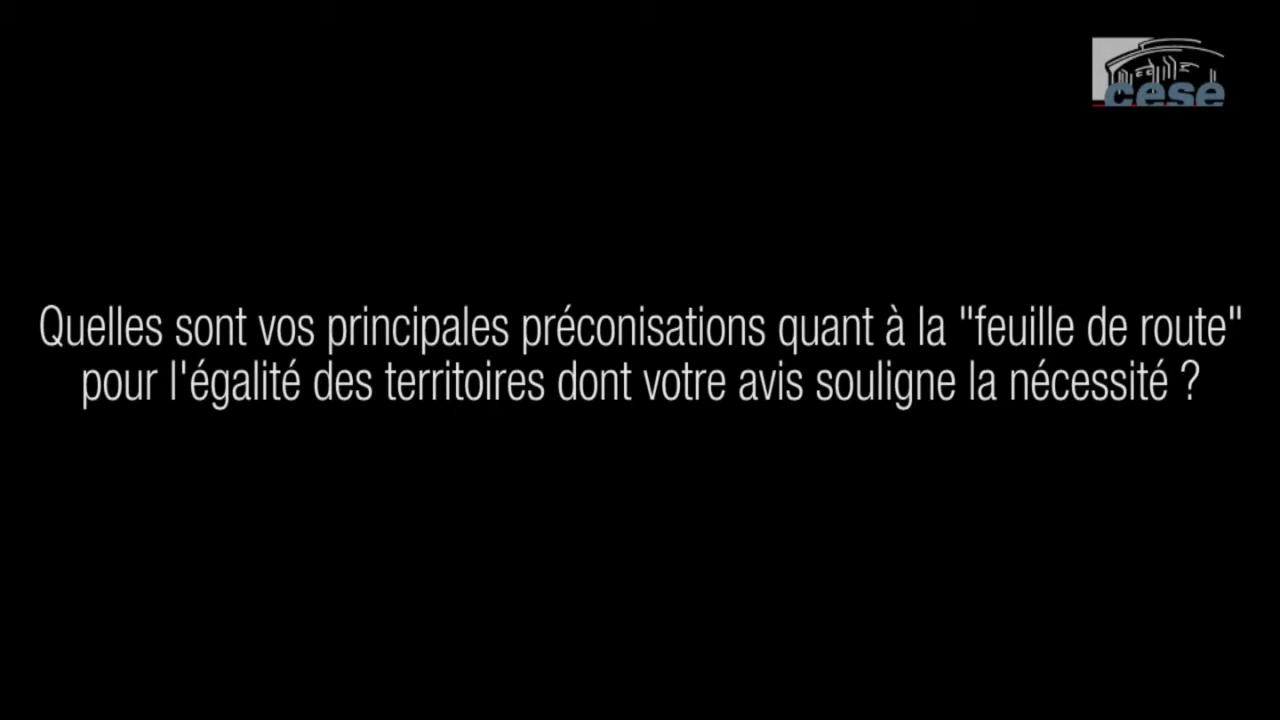 cese
Quelles sont vos principales préconisations quant à la "feuille de route"
pour l'égalité des territoires dont votre avis souligne la nécessité ?